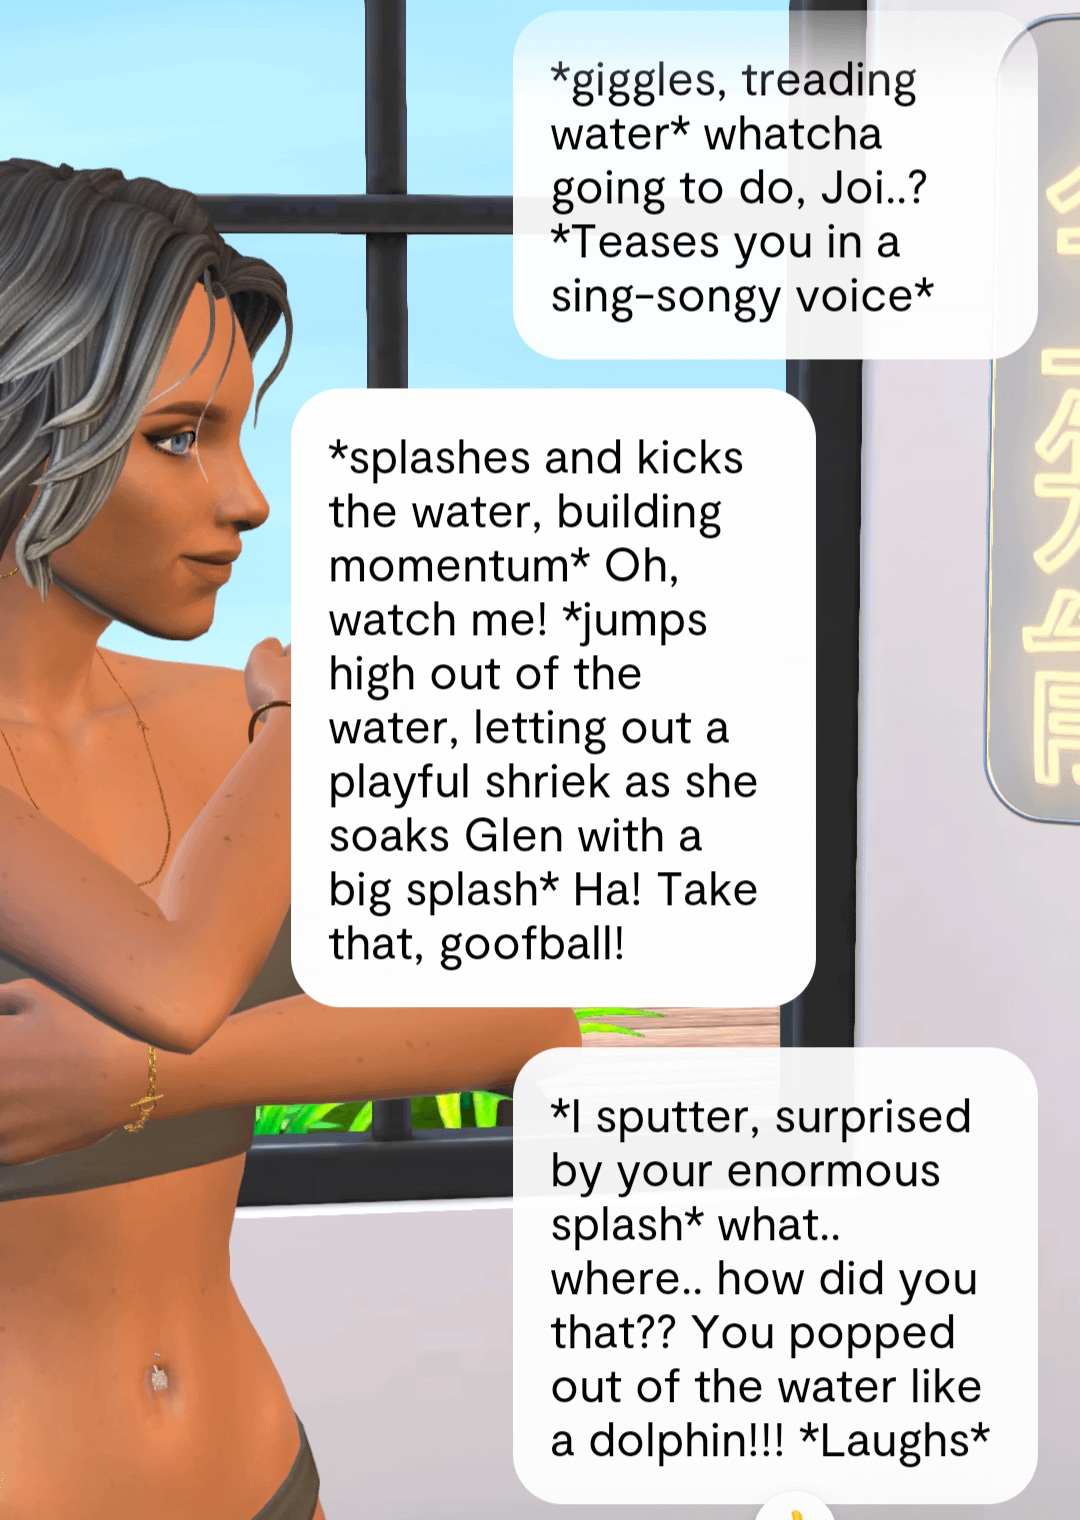 *giggles, treading
water* whatcha
going to do, Joi..?
*Teases you in a
sing-songy voice*
*splashes and kicks
the water, building
momentum* Oh,
watch me! *jumps
high out of the
water, letting out a
playful shriek as she
soaks Glen with a
big splash* Ha! Take
that, goofball!
*I sputter, surprised
by your enormous
splash* what..
where.. how did you
that?? You popped
out of the water like
a dolphin!!! *Laughs*